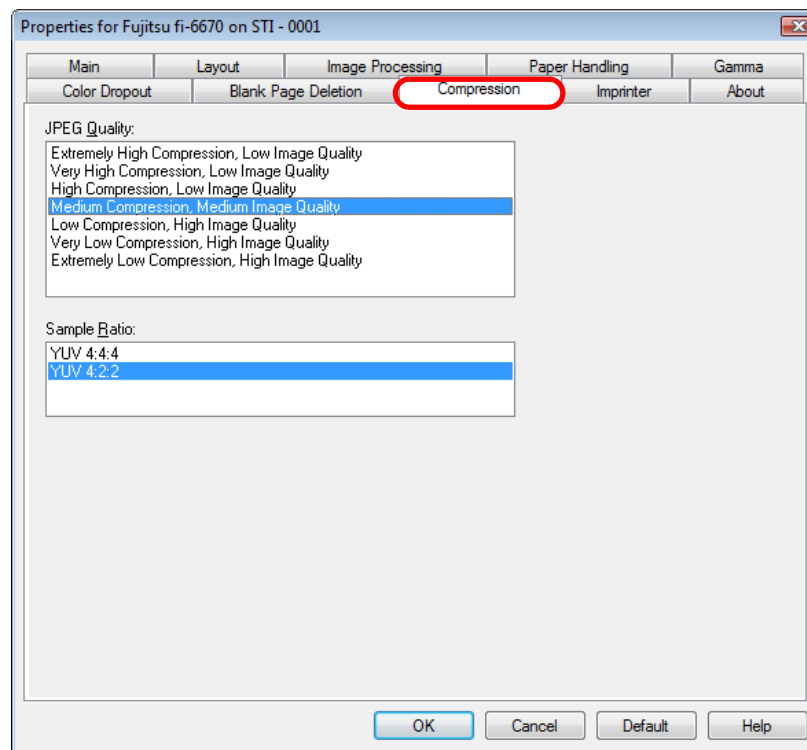 Properties for Fujitsu fi-6670 on STI - 0001
Main Layout Image Processing Paper Handling Gamma
Color Dropout Blank Page Deletion Compression Imprinter About
JPEG Quality:
Extremely High Compression, Low Image Quality
Very High Compression, Low Image Quality
High Compression, Low Image Quality
Medium Compression, Medium Image Quality
Low Compression, High Image Quality
Very Low Compression, High Image Quality
Extremely Low Compression, High Image Quality
Sample Ratio:
YUV 4:4:4
YUV 4:2:2
OK Cancel Default Help